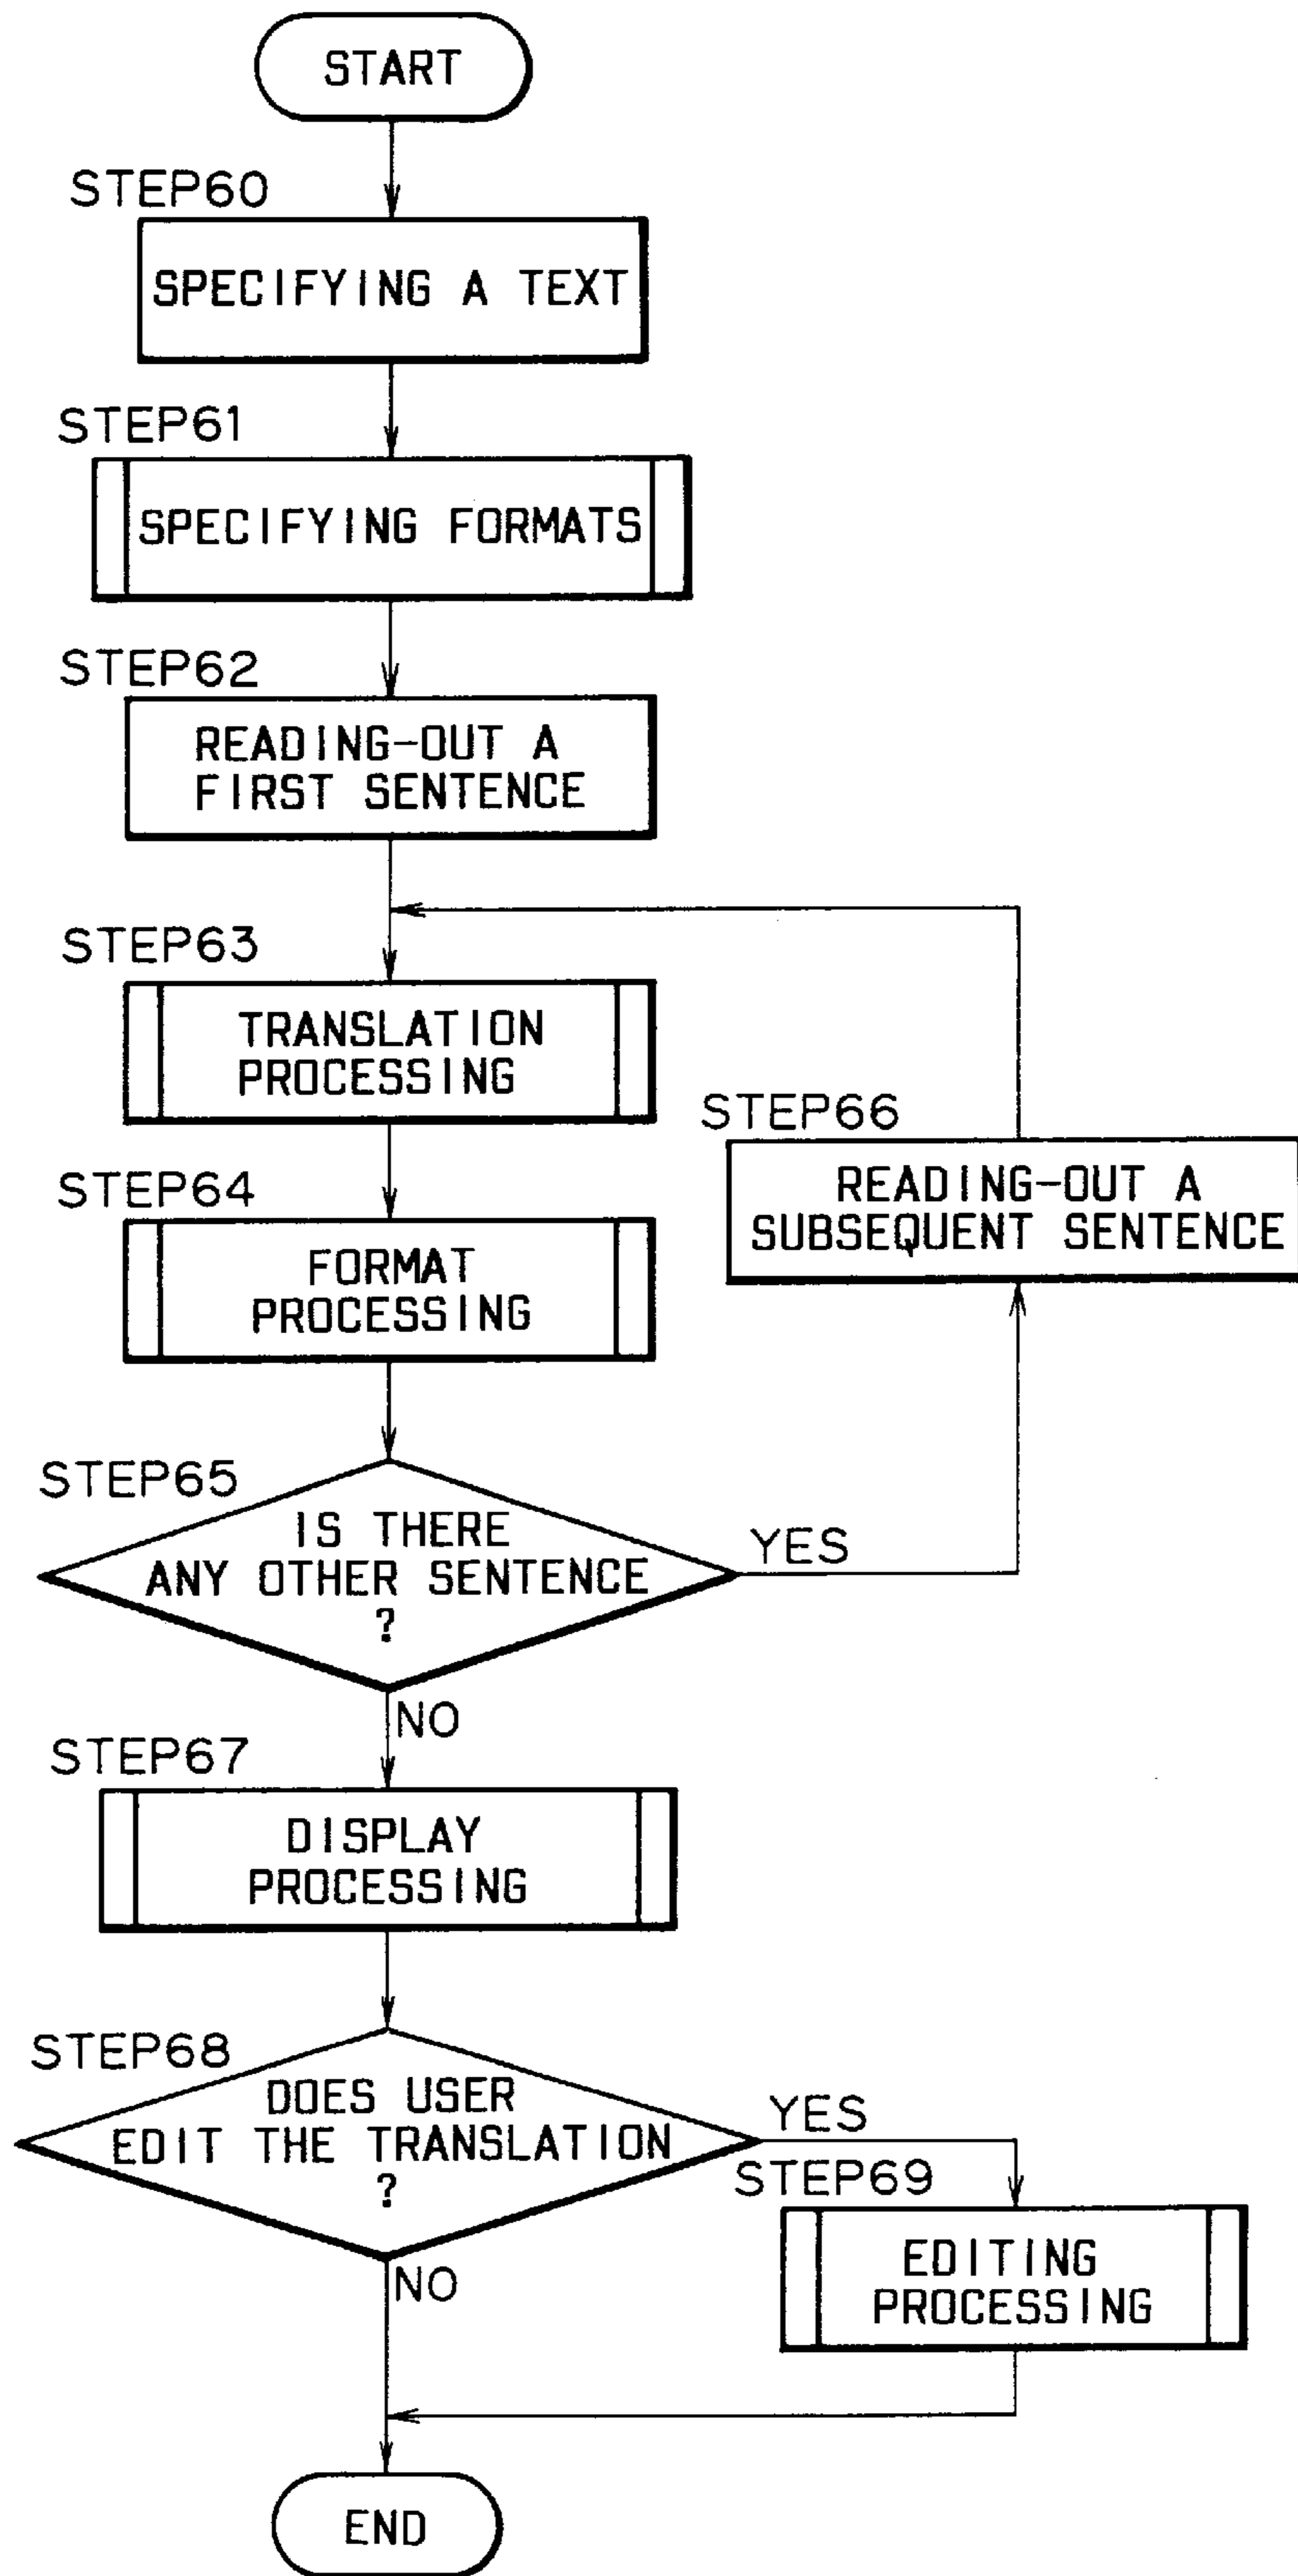 START
STEP60
SPECIFYING A TEXT
STEP61
SPECIFYING FORMATS
STEP62
READING-OUT A
FIRST SENTENCE
STEP63
TRANSLATION
PROCESSING
STEP66
READING-OUT A
SUBSEQUENT SENTENCE
STEP64
FORMAT
PROCESSING
STEP65
IS THERE
ANY OTHER SENTENCE
?
YES
NO
STEP67
DISPLAY
PROCESSING
STEP68
DOES USER
EDIT THE TRANSLATION
?
YES
STEP69
EDITING
PROCESSING
NO
END